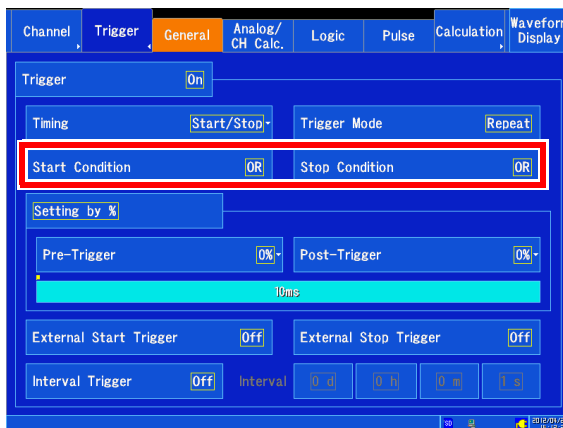 Channel Trigger General Analog/ CH Calc. Logic Pulse Calculation Waveform Display
Trigger On
Timing Start/Stop Trigger Mode Repeat
Start Condition OR Stop Condition OR
Setting by %
Pre-Trigger 0% Post-Trigger 0%
10ms
External Start Trigger Off External Stop Trigger Off
Interval Trigger Off Interval 0 d 0 h 0 m 1 s
SD